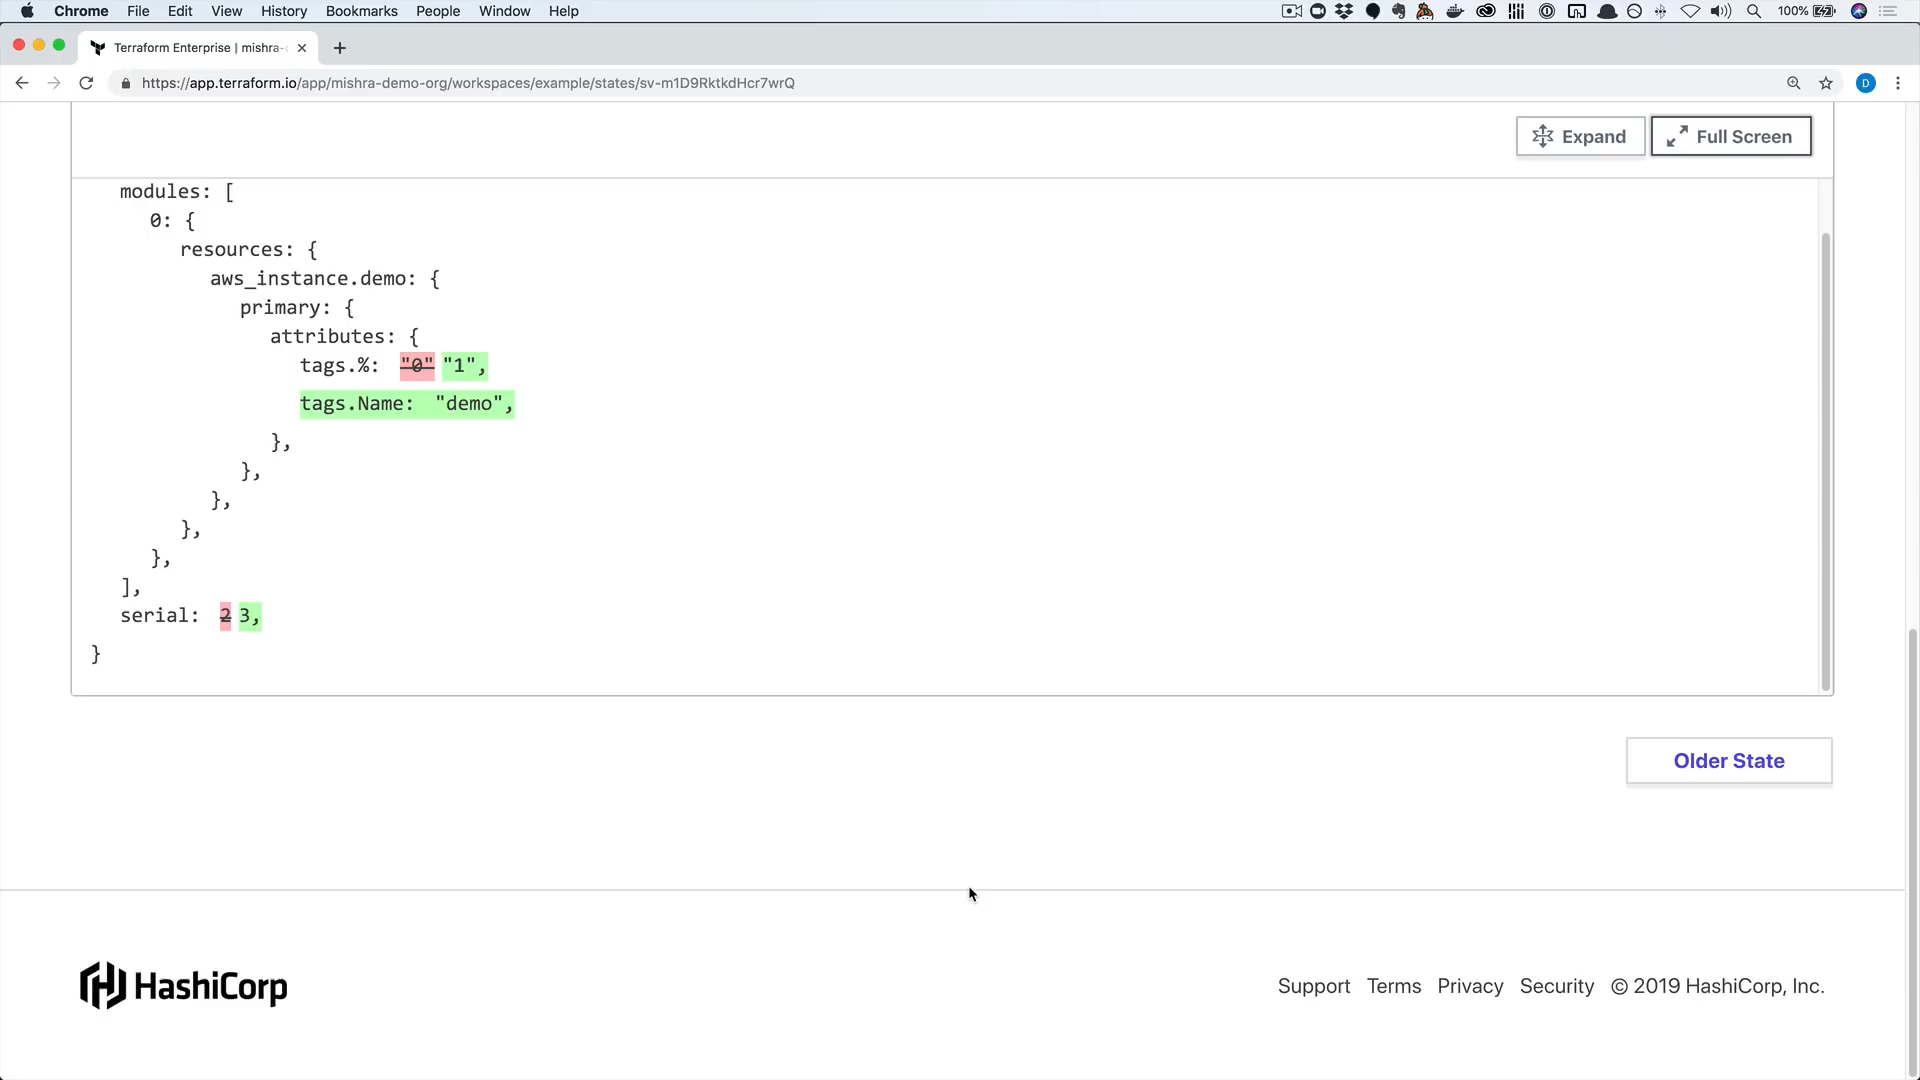 Chrome File Edit View History Bookmarks People Window Help 100%
Terraform Enterprise | mishra-
https://app.terraform.io/app/mishra-demo-org/workspaces/example/states/sv-m1D9RktkdHcr7wrQ D
Expand Full Screen
modules: [
0: {
resources: {
aws_instance.demo: {
primary: {
attributes: {
tags.%: "0" "1",
tags.Name: "demo",
},
},
},
},
},
],
serial: 2 3,
}
Older State
HashiCorp Support Terms Privacy Security © 2019 HashiCorp, Inc.